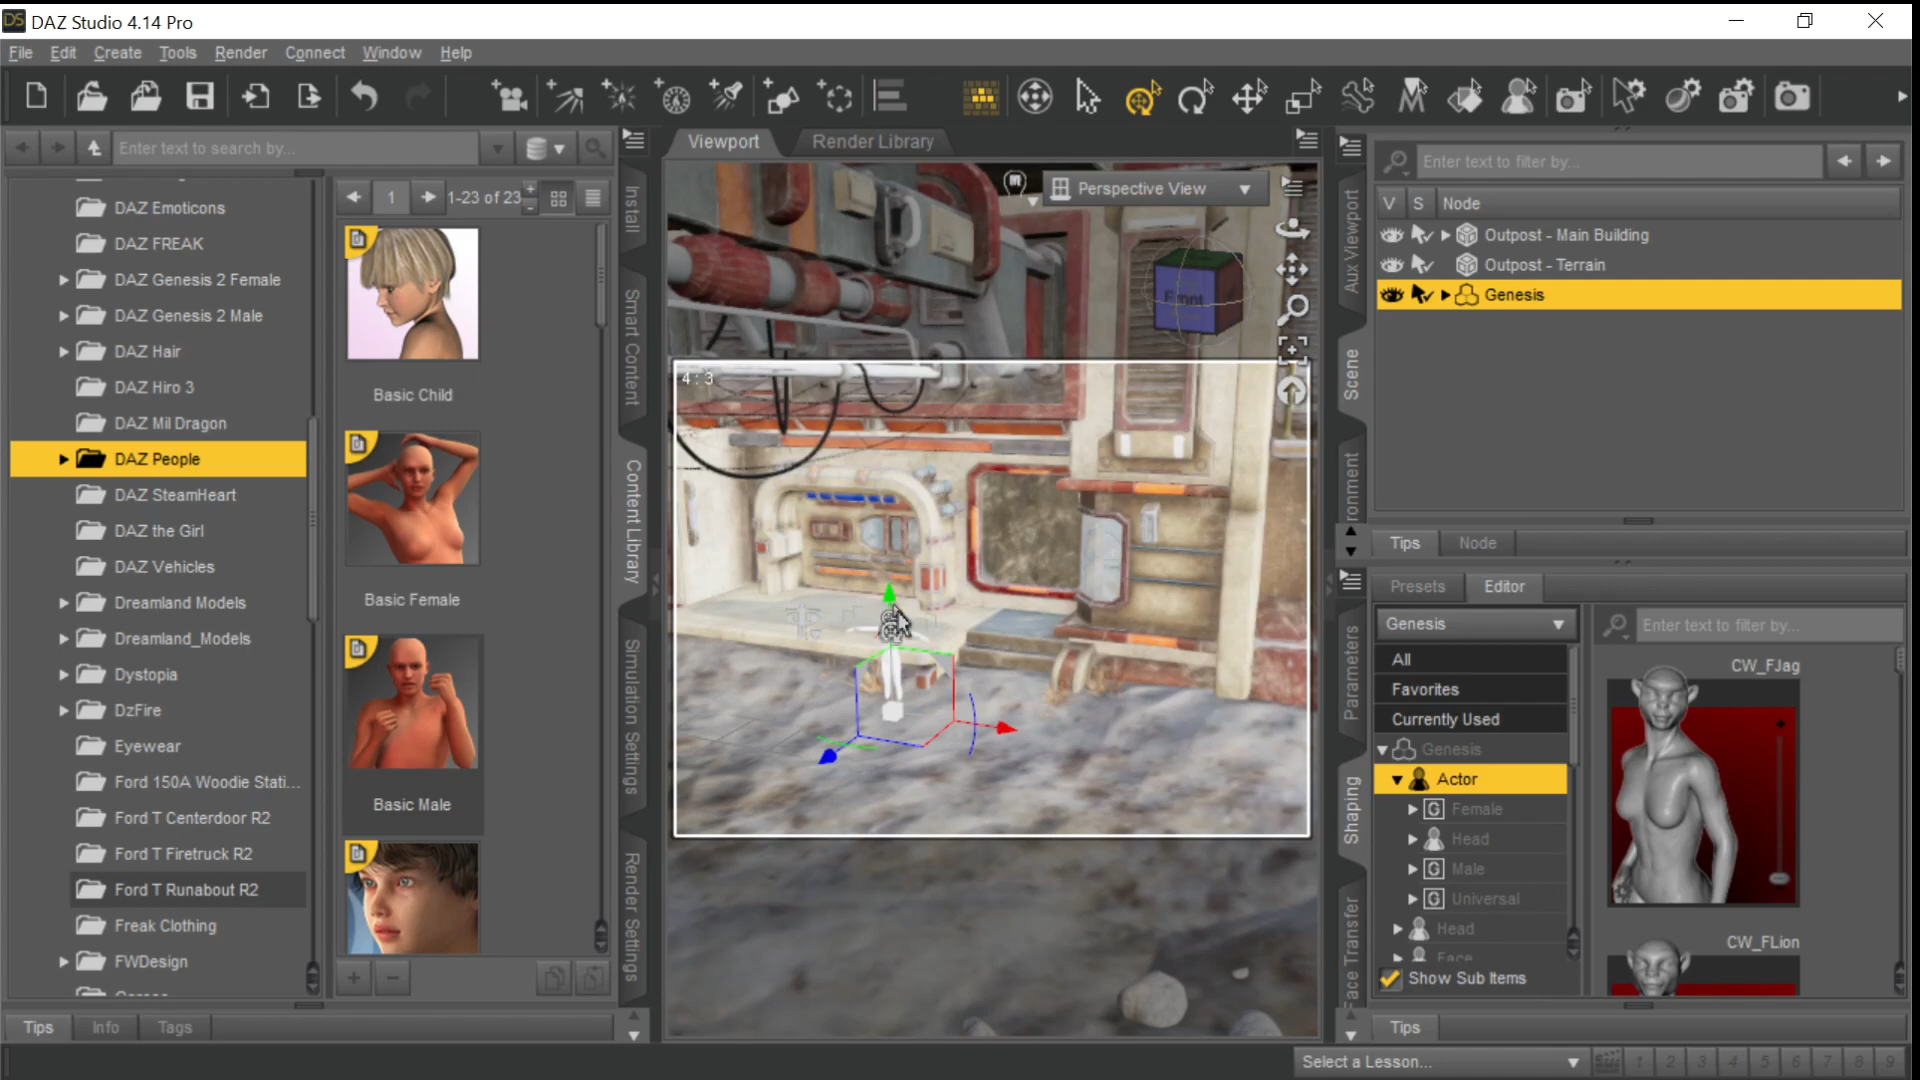 DAZ Studio 4.14 Pro
File Edit Create Tools Render Connect Window Help
Enter text to search by...
DAZ Emoticons
DAZ FREAK
DAZ Genesis 2 Female
DAZ Genesis 2 Male
DAZ Hair
DAZ Hiro 3
DAZ Mil Dragon
DAZ People
DAZ SteamHeart
DAZ the Girl
DAZ Vehicles
Dreamland Models
Dreamland_Models
Dystopia
DzFire
Eyewear
Ford 150A Woodie Stati...
Ford T Centerdoor R2
Ford T Firetruck R2
Ford T Runabout R2
Freak Clothing
FWDesign
Tips Info Tags
1 1-23 of 23
Basic Child
Basic Female
Basic Male
Install
Smart Content
Content Library
Simulation Settings
Render Settings
Viewport Render Library
Perspective View
Front
4 : 3
Aux Viewport
Scene
ronment
Parameters
Shaping
Face Transfer
Enter text to filter by...
V S Node
Outpost - Main Building
Outpost - Terrain
Genesis
Tips Node
Presets Editor
Genesis
Enter text to filter by...
All
Favorites
Currently Used
Genesis
Actor
G Female
Head
G Male
G Universal
Head
Face
Show Sub Items
CW_FJag
CW_FLion
Tips
Select a Lesson...
1 2 3 4 5 6 7 8 9